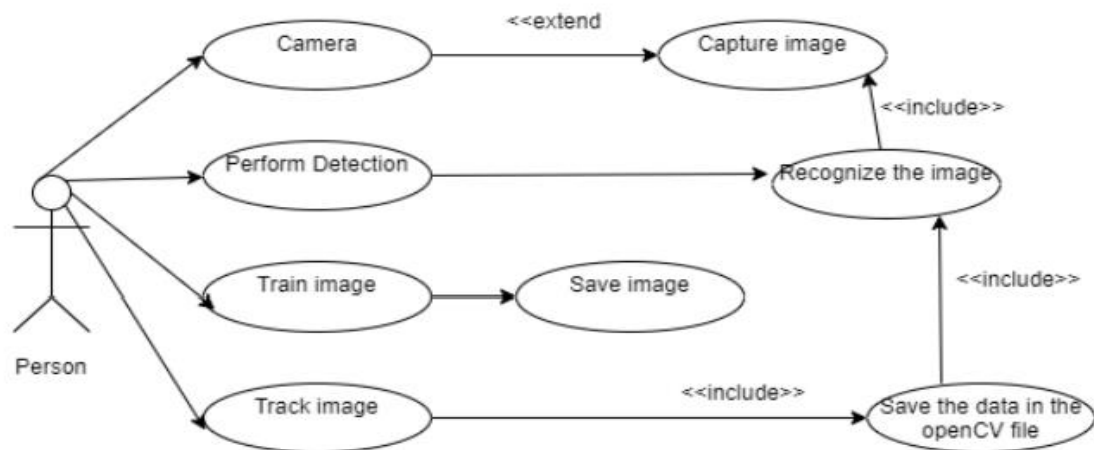 Camera
<<extend
Capture image
<<include>>
Perform Detection
Recognize the image
Train image
Save image
<<include>>
Person
Track image
<<include>>
Save the data in the
openCV file